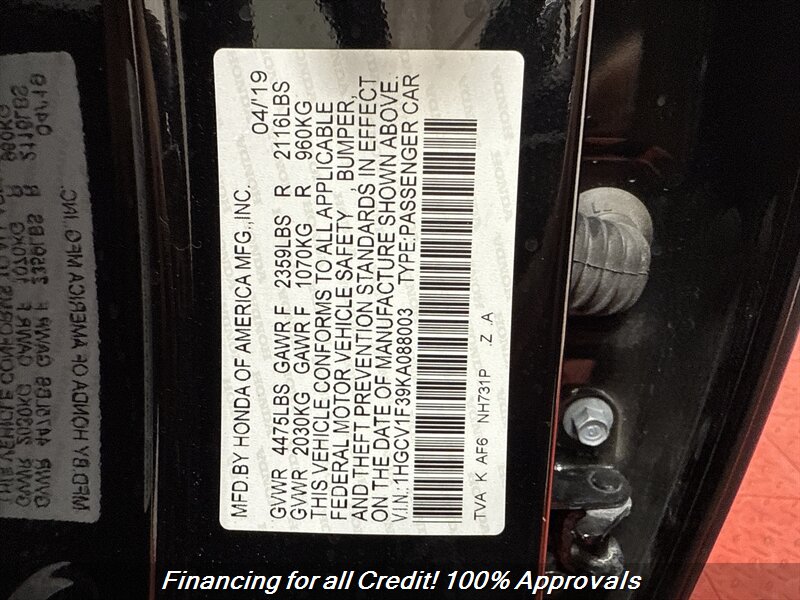 MFD.BY HONDA OF AMERICA MFG.,INC. 04/'19
GVWR 4475LBS GAWR F 2359LBS R 2116LBS
GVWR 2030KG GAWR F 1070KG R 960KG
THIS VEHICLE CONFORMS TO ALL APPLICABLE
FEDERAL MOTOR VEHICLE SAFETY , BUMPER,
AND THEFT PREVENTION STANDARDS IN EFFECT
ON THE DATE OF MANUFACTURE SHOWN ABOVE.
V.I.N.:1HGCV1F39KA088003 TYPE:PASSENGER CAR
TVA K AF6 NH731P Z A
Financing for all Credit! 100% Approvals